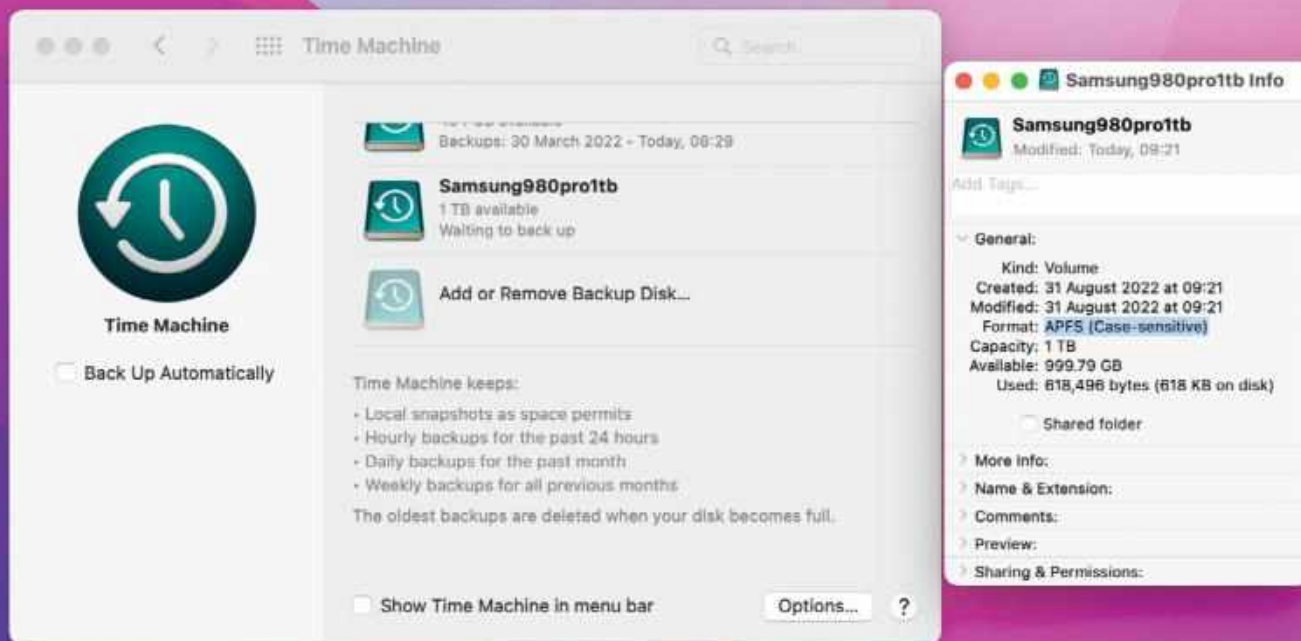 Time Machine
Search
Backups: 30 March 2022 - Today, 08:29
Samsung980pro1tb
1 TB available
Waiting to back up
Add or Remove Backup Disk...
Time Machine
Back Up Automatically
Time Machine keeps:
• Local snapshots as space permits
• Hourly backups for the past 24 hours
• Daily backups for the past month
• Weekly backups for all previous months
The oldest backups are deleted when your disk becomes full.
Show Time Machine in menu bar
Options...
?
Samsung980pro1tb Info
Samsung980pro1tb
Modified: Today, 09:21
Add Tags...
General:
Kind: Volume
Created: 31 August 2022 at 09:21
Modified: 31 August 2022 at 09:21
Format: APFS (Case-sensitive)
Capacity: 1 TB
Available: 999.79 GB
Used: 618,496 bytes (618 KB on disk)
Shared folder
More Info:
Name & Extension:
Comments:
Preview:
Sharing & Permissions: